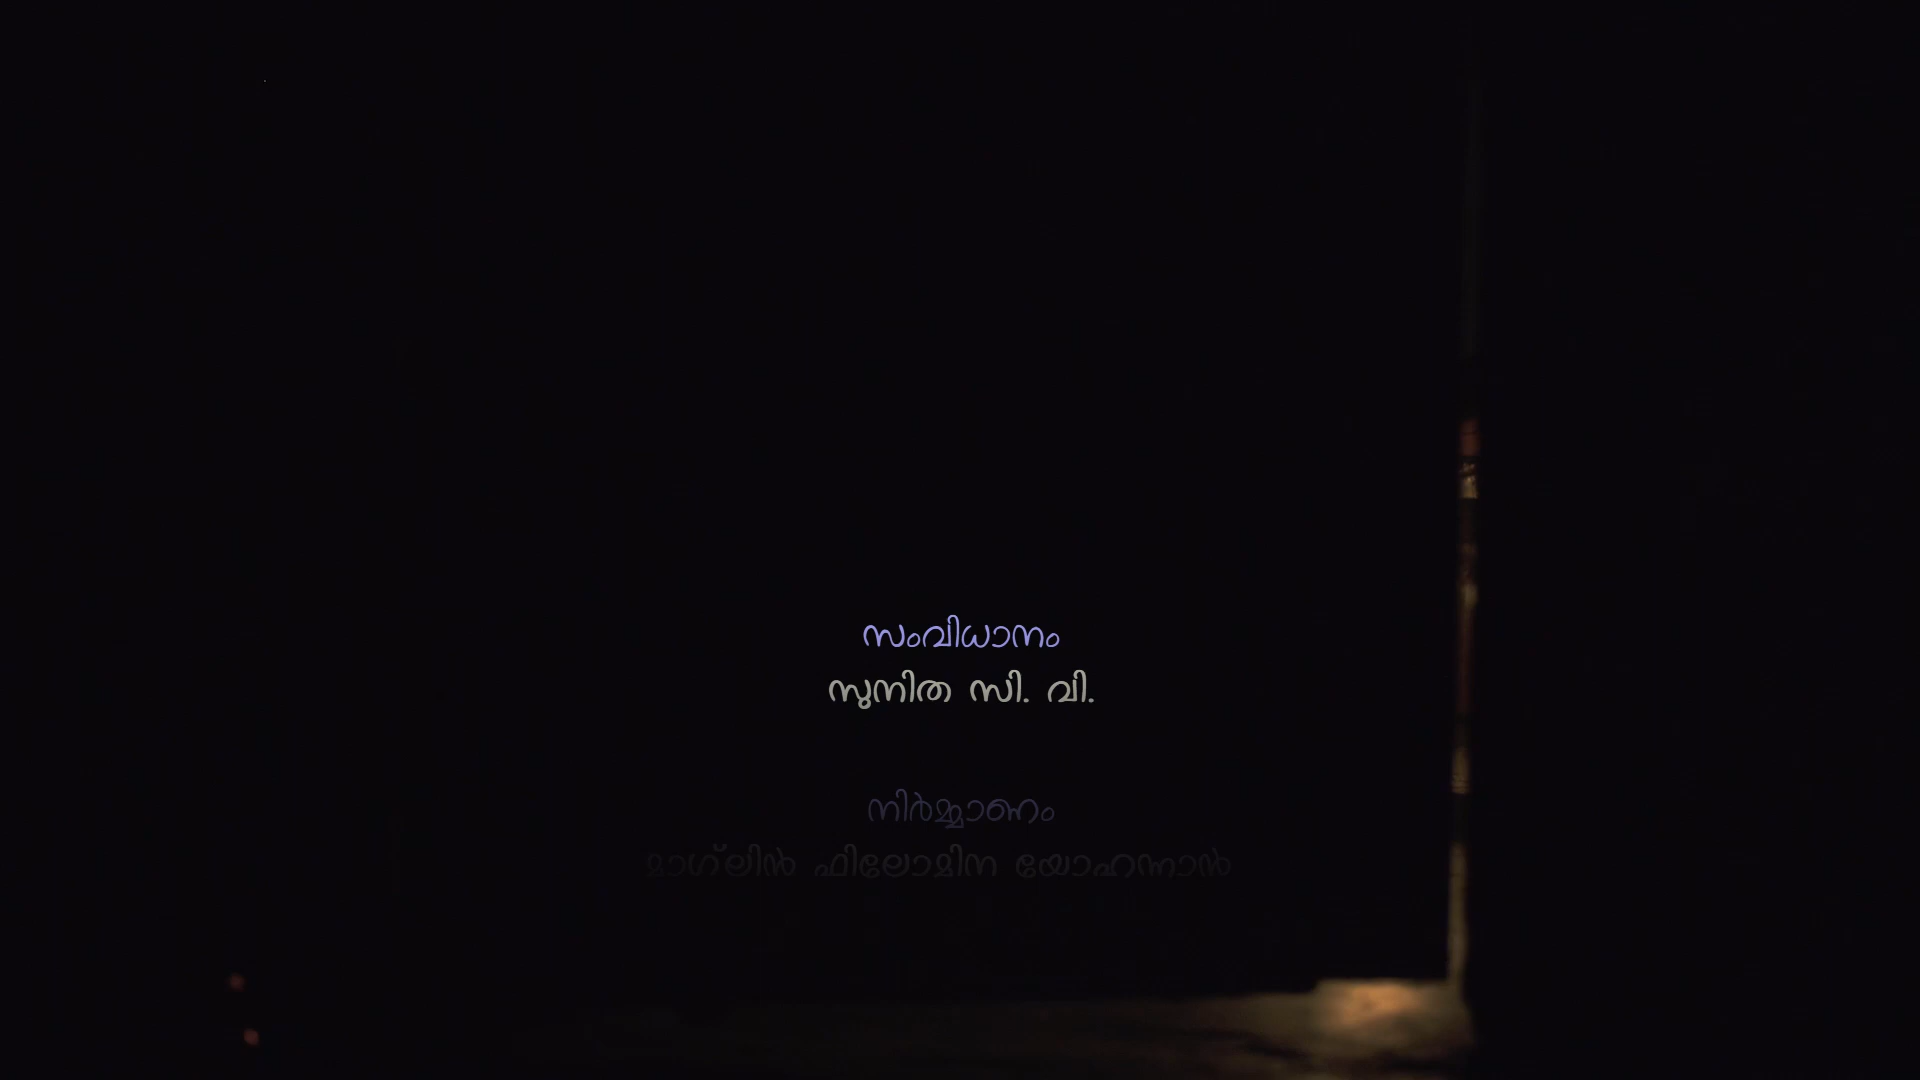 സംവിധാനം
സുനിത സി. വി.
നിർമ്മാണം
മാഗ്‌ലിൻ ഫിലോമിന യോഹന്നാൻ